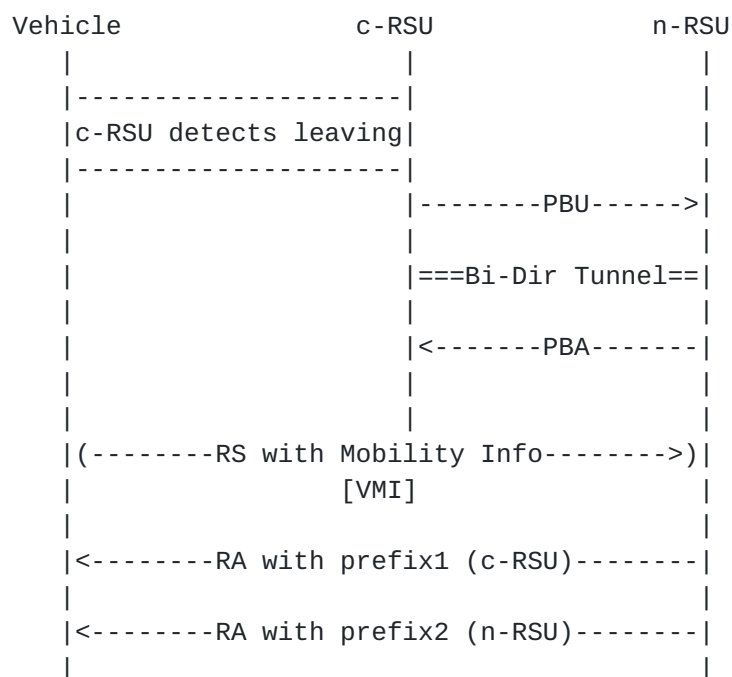 Vehicle                c-RSU               n-RSU
c-RSU detects leaving
PBU
Bi-Dir Tunnel
PBA
RS with Mobility Info
[VMI]
RA with prefix1 (c-RSU)
RA with prefix2 (n-RSU)